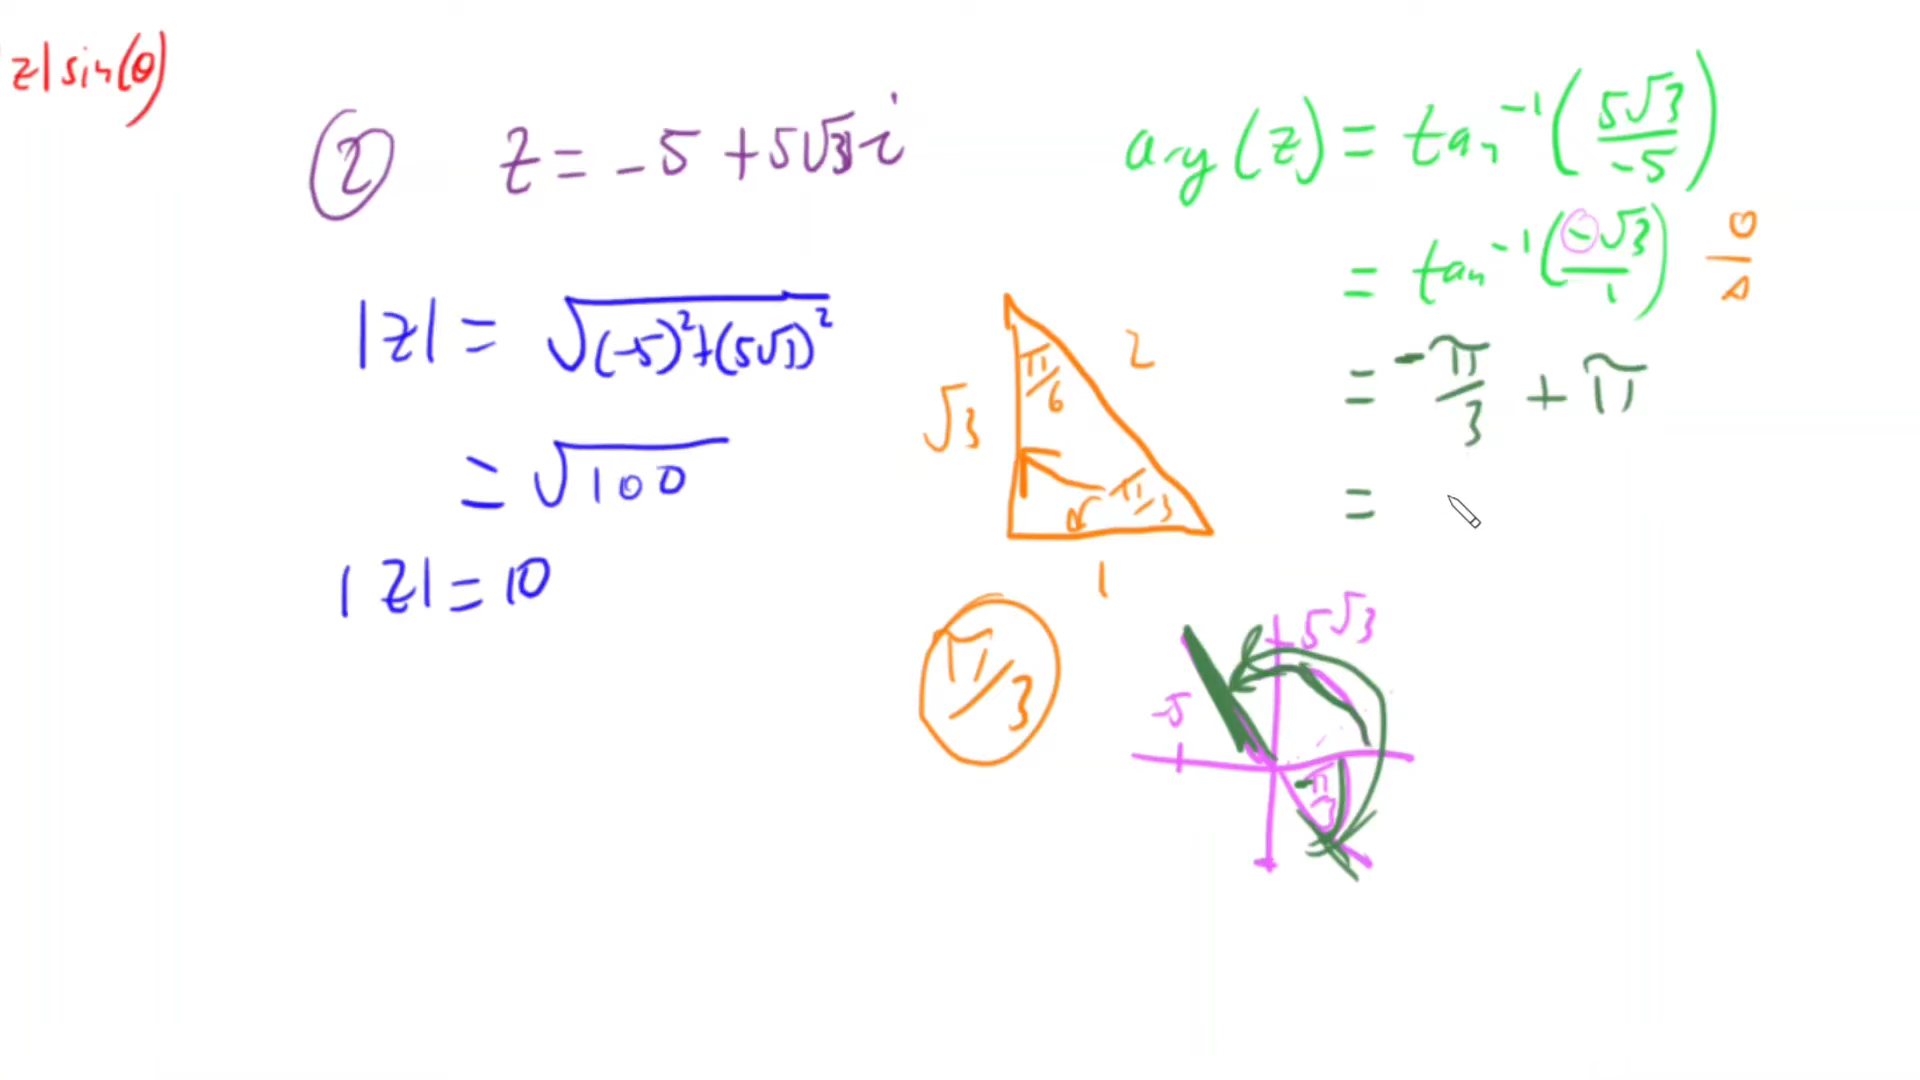 z| sin(θ)
② z = -5 + 5√3i
|z| = √((-5)²+(5√3)²)
= √100
|z| = 10
arg(z) = tan⁻¹(5√3/-5)
= tan⁻¹(-√3/1) O/A
= -π/3 + π
=
√3
2
1
π/6
π/3
π/3
5√3
-5
-π/3